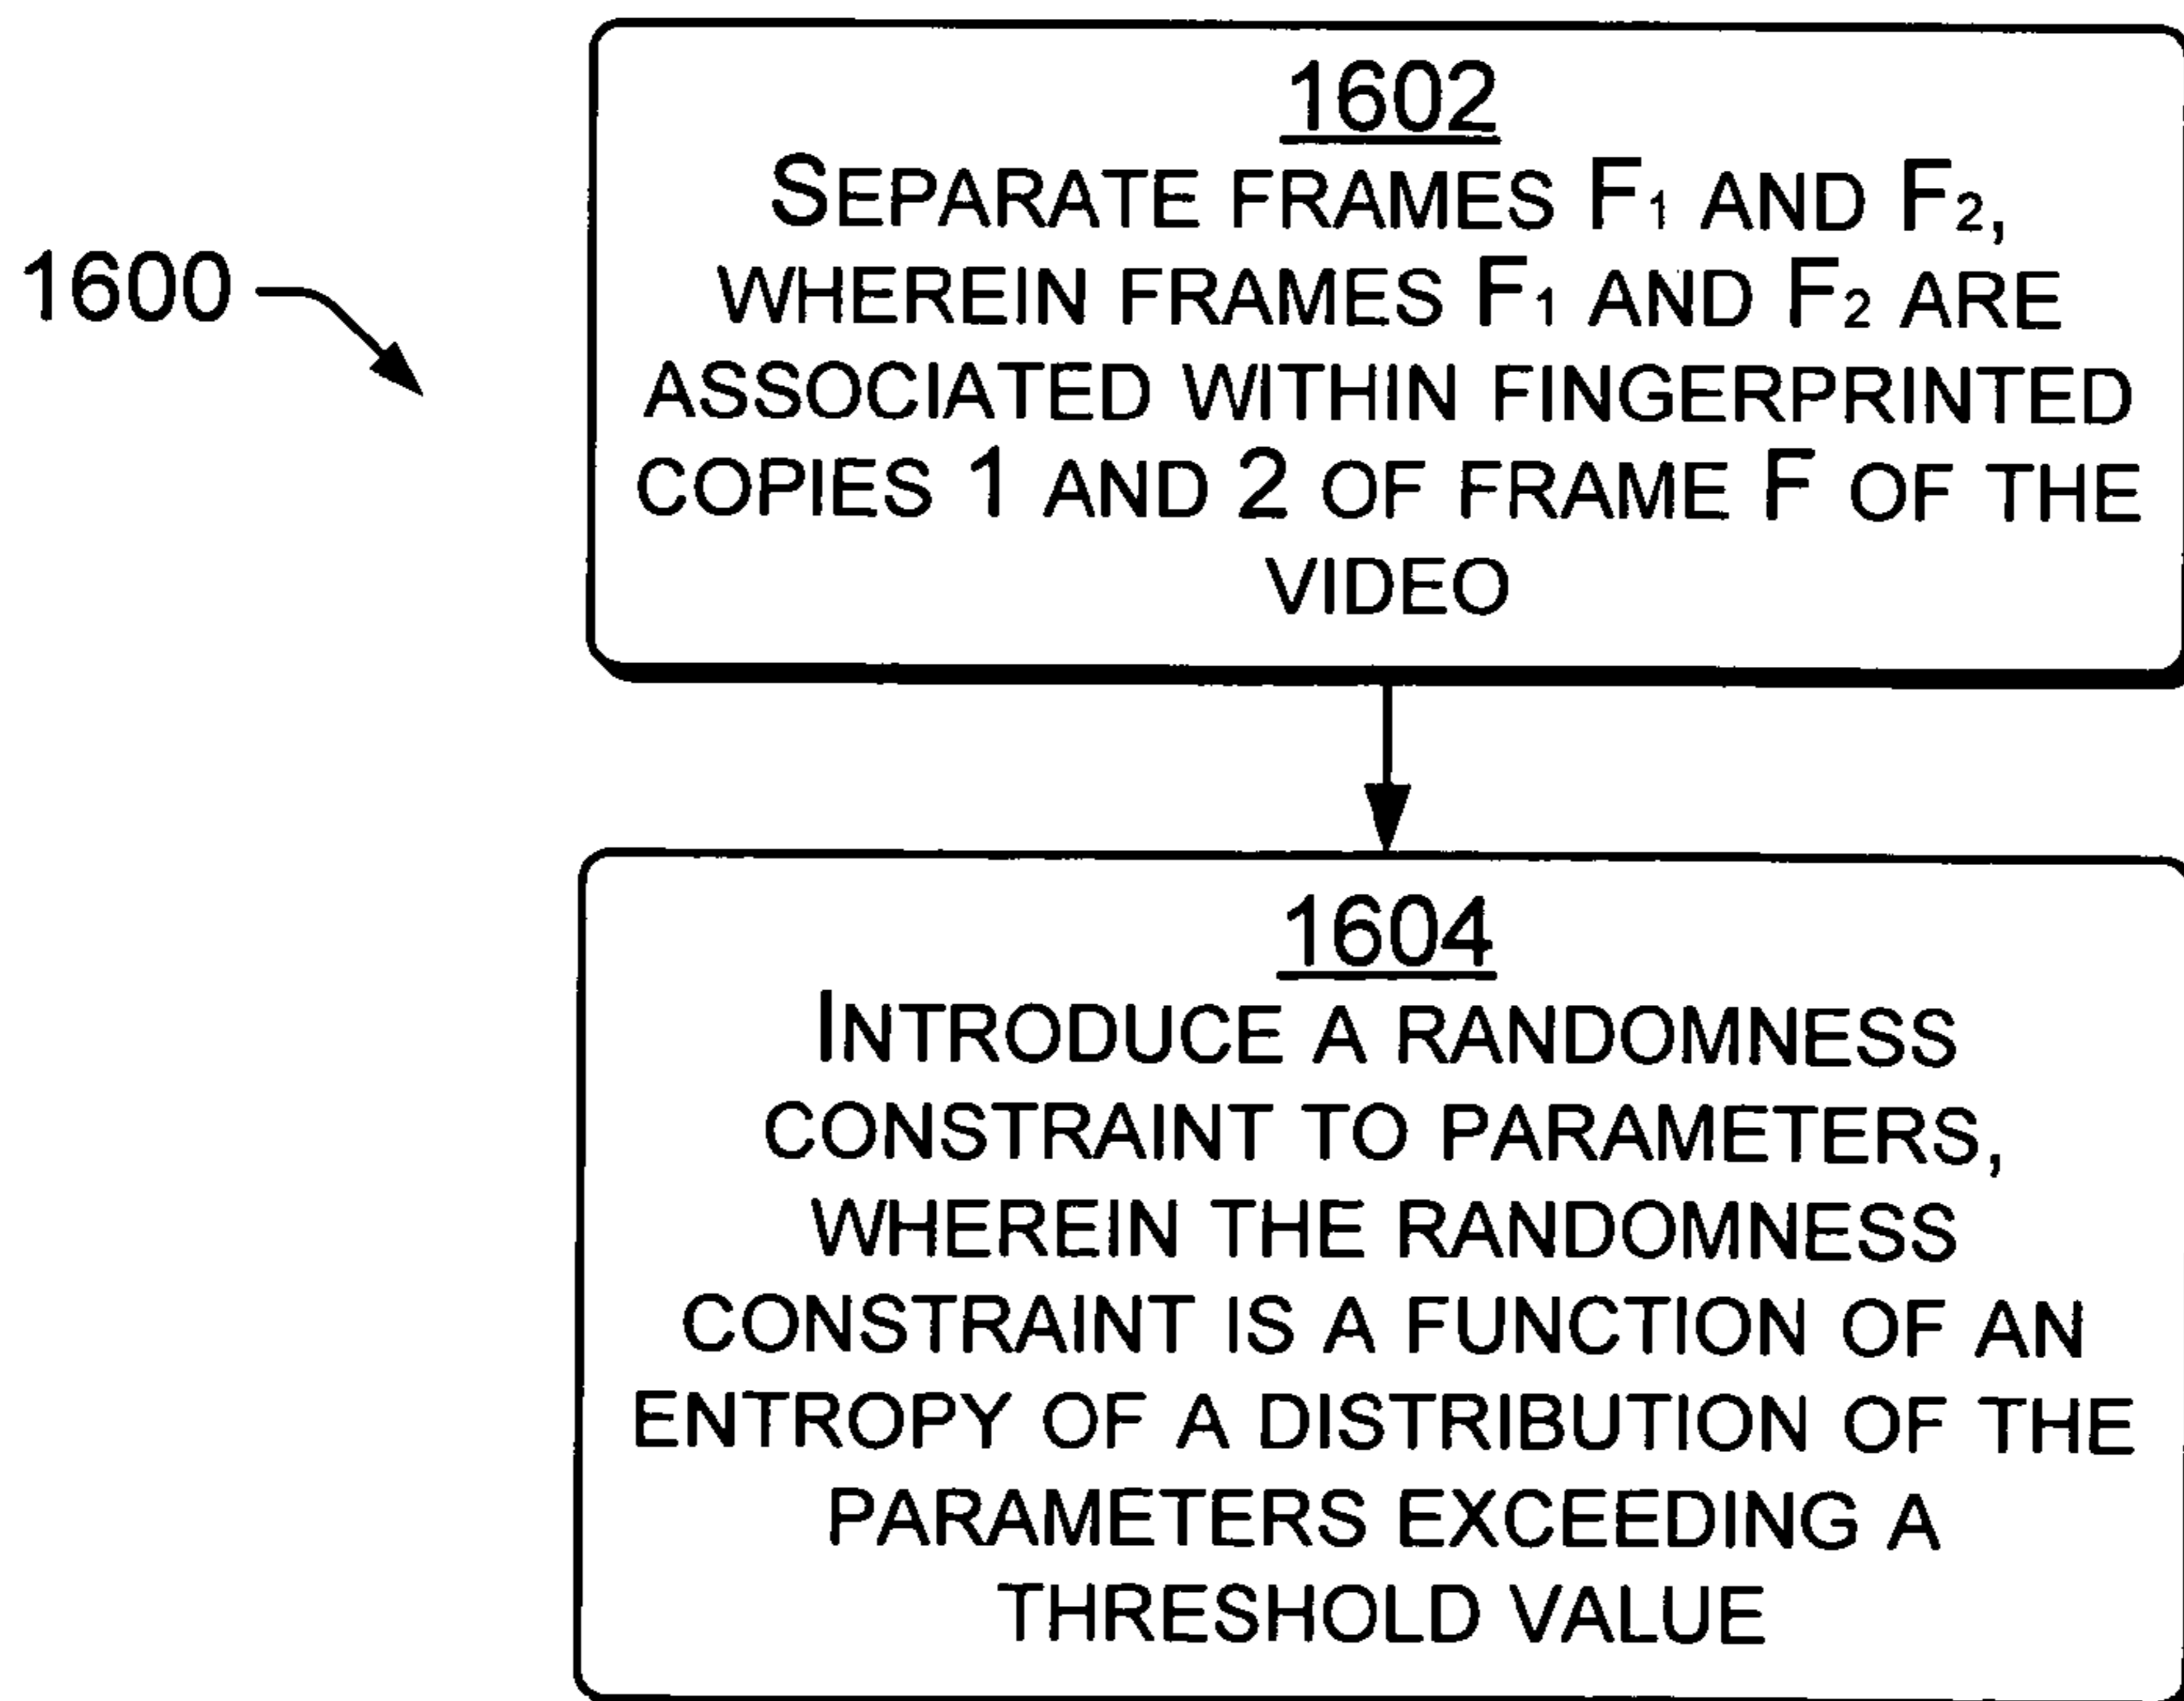 1600
1602
SEPARATE FRAMES F1 AND F2,
WHEREIN FRAMES F1 AND F2 ARE
ASSOCIATED WITHIN FINGERPRINTED
COPIES 1 AND 2 OF FRAME F OF THE
VIDEO
1604
INTRODUCE A RANDOMNESS
CONSTRAINT TO PARAMETERS,
WHEREIN THE RANDOMNESS
CONSTRAINT IS A FUNCTION OF AN
ENTROPY OF A DISTRIBUTION OF THE
PARAMETERS EXCEEDING A
THRESHOLD VALUE